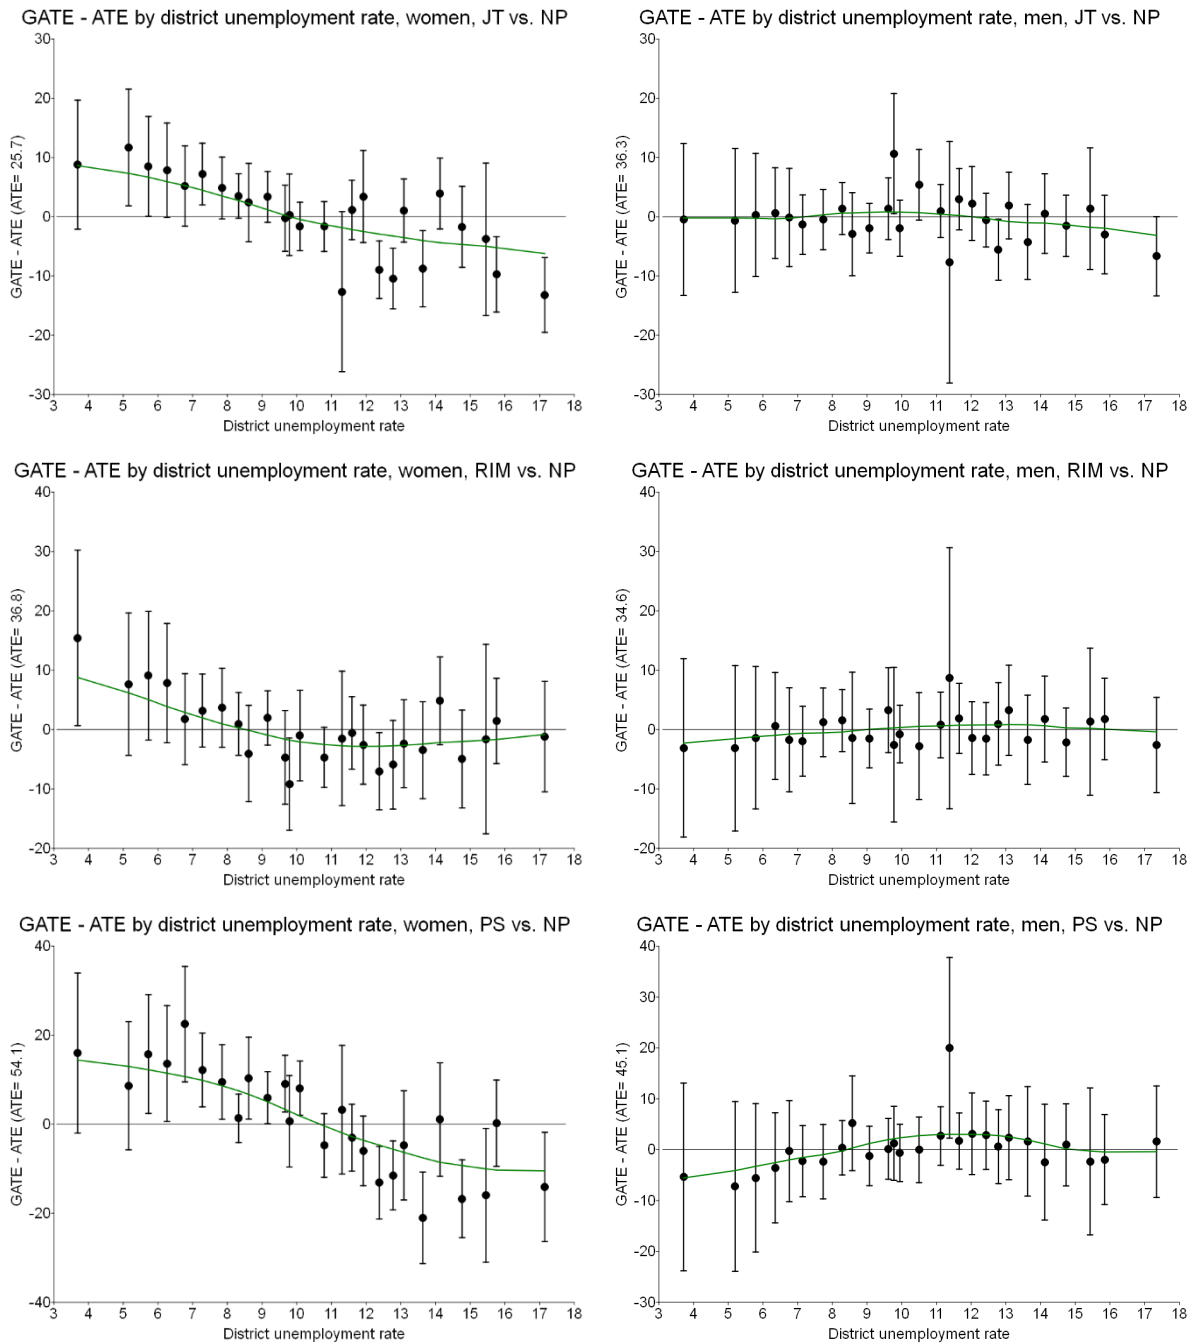 GATE - ATE by district unemployment rate, women, JT vs. NP
GATE - ATE (ATE= 25.7)
30
20
10
0
-10
-20
-30
3 4 5 6 7 8 9 10 11 12 13 14 15 16 17 18
District unemployment rate
GATE - ATE by district unemployment rate, men, JT vs. NP
GATE - ATE (ATE= 36.3)
30
20
10
0
-10
-20
-30
3 4 5 6 7 8 9 10 11 12 13 14 15 16 17 18
District unemployment rate
GATE - ATE by district unemployment rate, women, RIM vs. NP
GATE - ATE (ATE= 36.8)
40
30
20
10
0
-10
-20
3 4 5 6 7 8 9 10 11 12 13 14 15 16 17 18
District unemployment rate
GATE - ATE by district unemployment rate, men, RIM vs. NP
GATE - ATE (ATE= 34.6)
40
30
20
10
0
-10
-20
3 4 5 6 7 8 9 10 11 12 13 14 15 16 17 18
District unemployment rate
GATE - ATE by district unemployment rate, women, PS vs. NP
GATE - ATE (ATE= 54.1)
40
20
0
-20
-40
3 4 5 6 7 8 9 10 11 12 13 14 15 16 17 18
District unemployment rate
GATE - ATE by district unemployment rate, men, PS vs. NP
GATE - ATE (ATE= 45.1)
40
30
20
10
0
-10
-20
-30
3 4 5 6 7 8 9 10 11 12 13 14 15 16 17 18
District unemployment rate